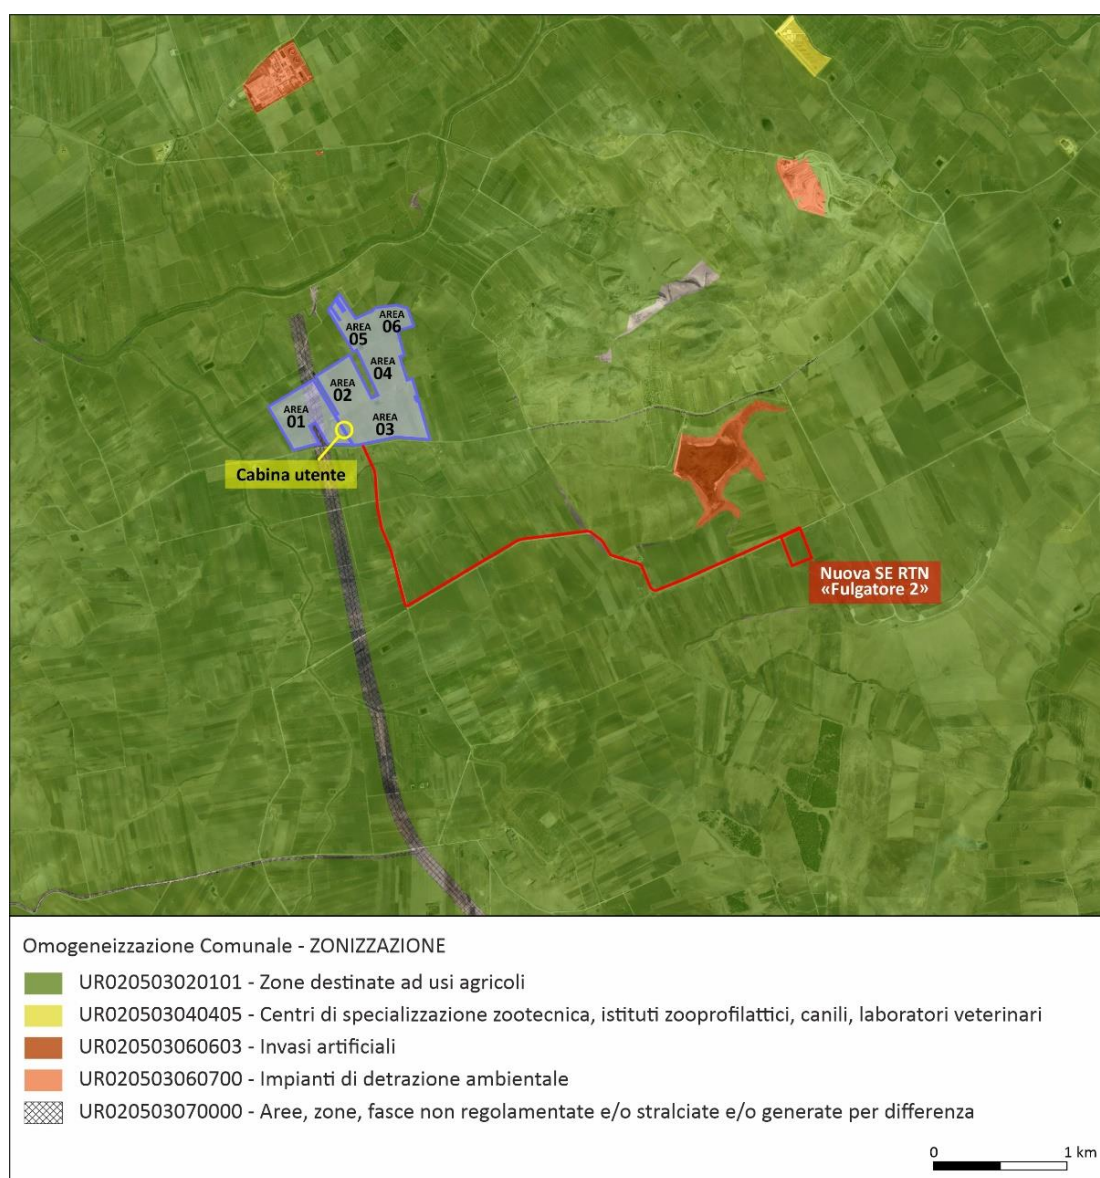 AREA
06
AREA
05
AREA
04
AREA
02
AREA
01
AREA
03
Cabina utente
Nuova SE RTN
«Fulgatore 2»
Omogeneizzazione Comunale - ZONIZZAZIONE
UR020503020101 - Zone destinate ad usi agricoli
UR020503040405 - Centri di specializzazione zootecnica, istituti zooprofilattici, canili, laboratori veterinari
UR020503060603 - Invasi artificiali
UR020503060700 - Impianti di detrazione ambientale
UR020503070000 - Aree, zone, fasce non regolamentate e/o stralciate e/o generate per differenza
0 1 km